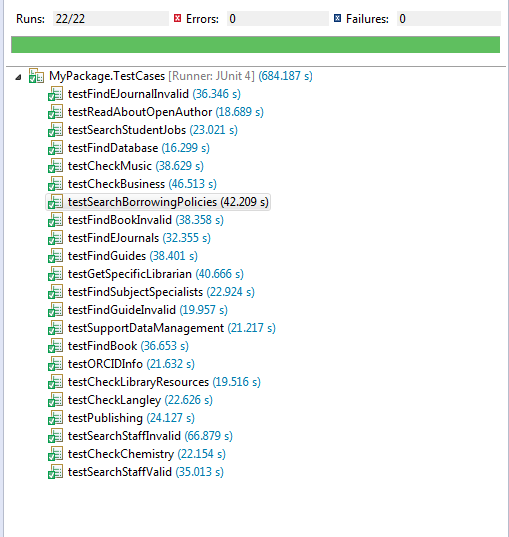 Runs: 22/22 Errors: 0 Failures: 0
MyPackage.TestCases [Runner: JUnit 4] (684.187 s)
testFindEJournalInvalid (36.346 s)
testReadAboutOpenAuthor (18.689 s)
testSearchStudentJobs (23.021 s)
testFindDatabase (16.299 s)
testCheckMusic (38.629 s)
testCheckBusiness (46.513 s)
testSearchBorrowingPolicies (42.209 s)
testFindBookInvalid (38.358 s)
testFindEJournals (32.355 s)
testFindGuides (38.401 s)
testGetSpecificLibrarian (40.666 s)
testFindSubjectSpecialists (22.924 s)
testFindGuideInvalid (19.957 s)
testSupportDataManagement (21.217 s)
testFindBook (36.653 s)
testORCIDInfo (21.632 s)
testCheckLibraryResources (19.516 s)
testCheckLangley (22.626 s)
testPublishing (24.127 s)
testSearchStaffInvalid (66.879 s)
testCheckChemistry (22.154 s)
testSearchStaffValid (35.013 s)